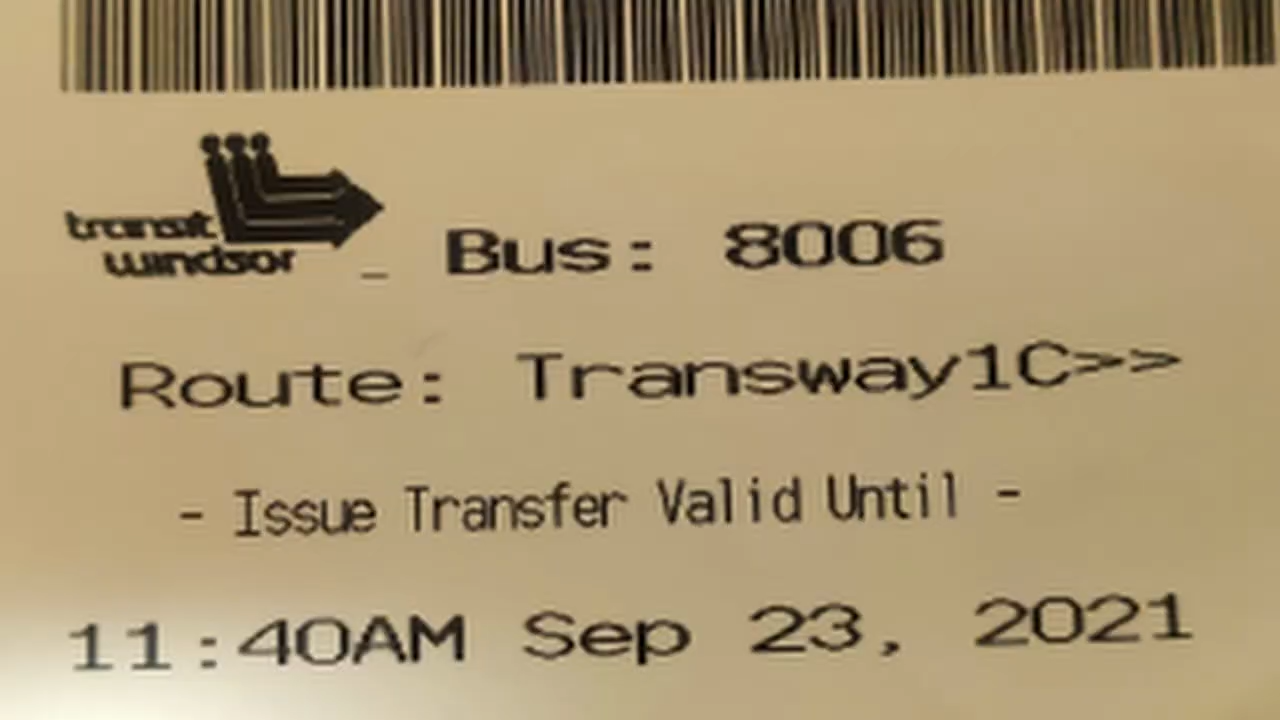 transit
windsor
Bus: 8006
Route: Transway1C>>
- Issue Transfer Valid Until -
11:40AM Sep 23, 2021